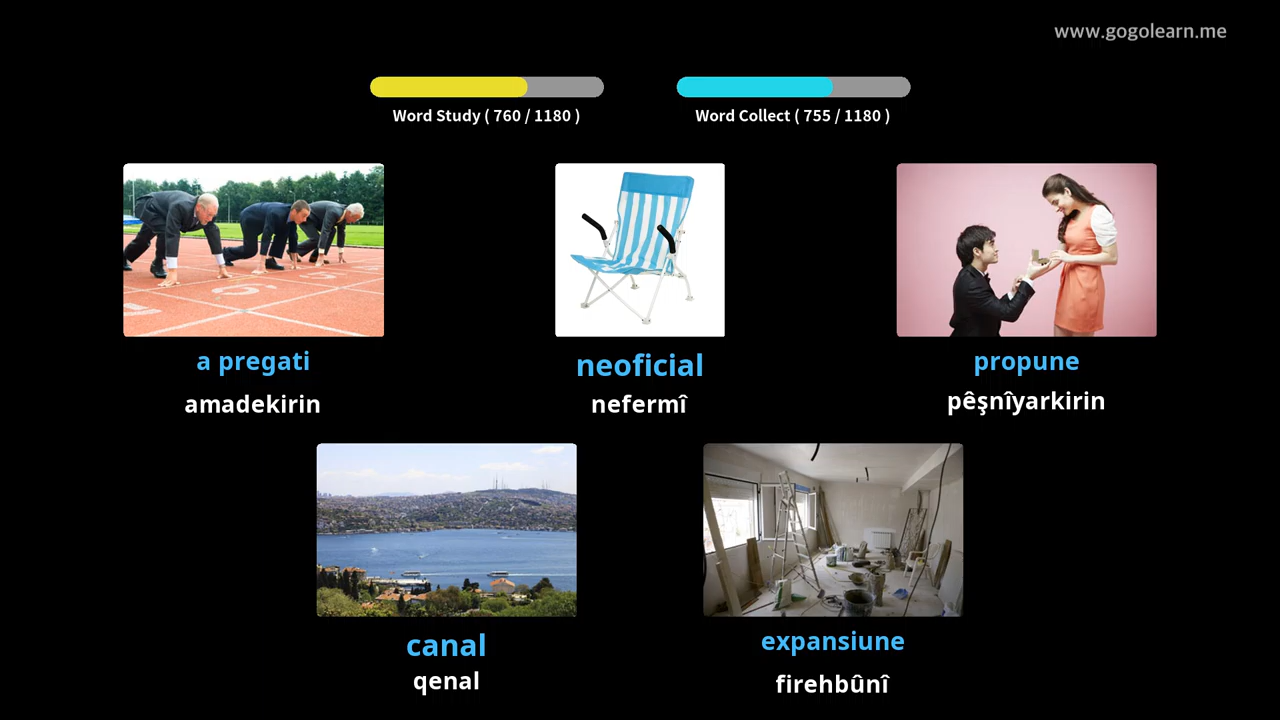 www.gogolearn.me
Word Study ( 760 / 1180 )
Word Collect ( 755 / 1180 )
a pregati
neoficial
propune
amadekirin
nefermî
pêşnîyarkirin
canal
expansiune
qenal
firehbûnî